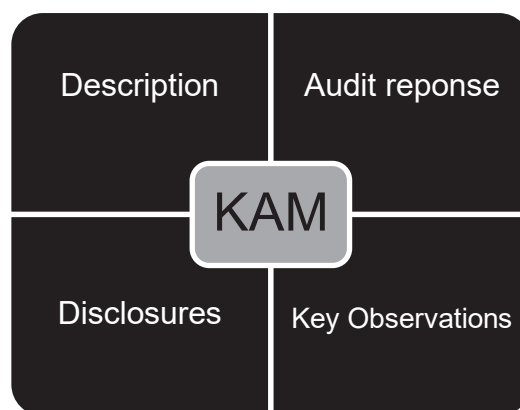 Description
Audit reponse
KAM
Disclosures
Key Observations